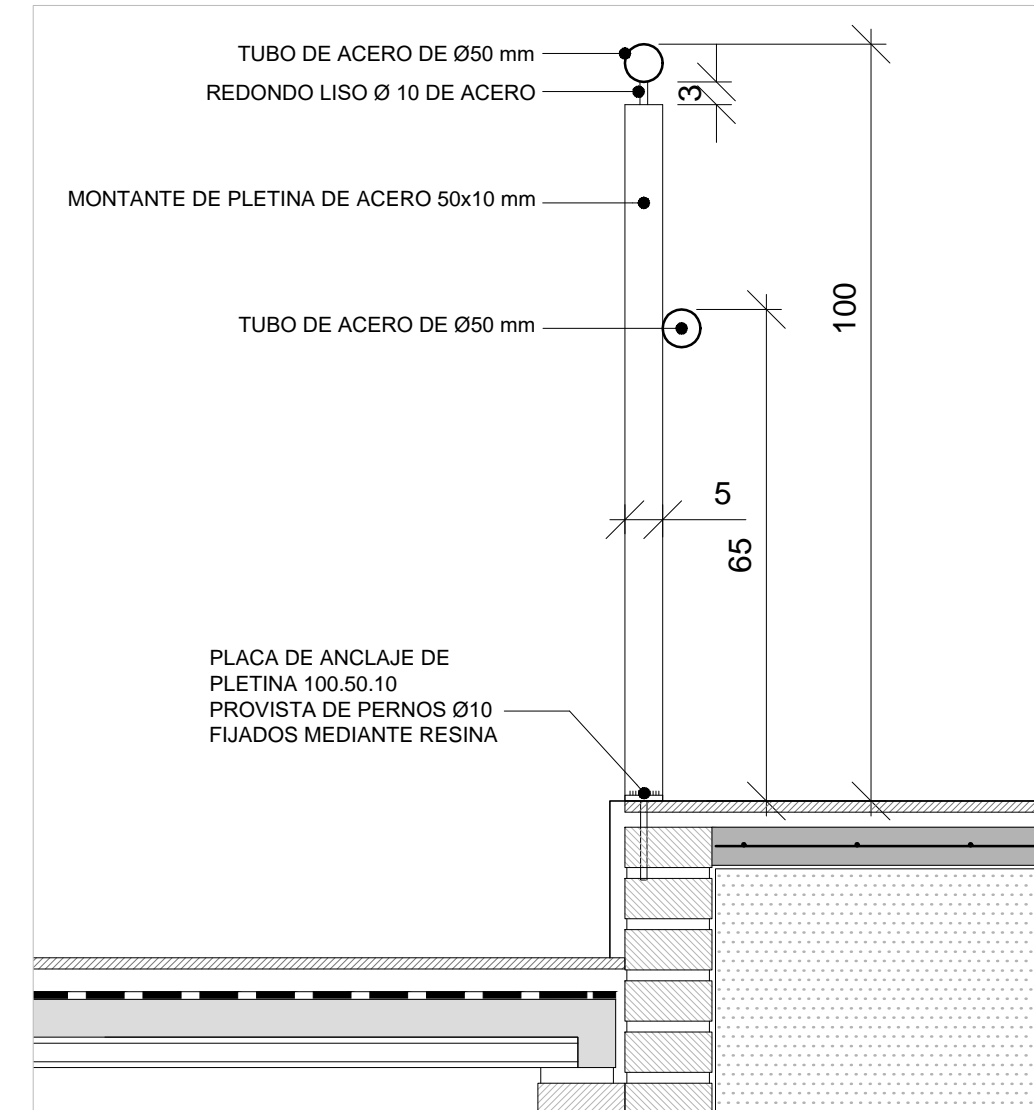 TUBO DE ACERO DE Ø50 mm
REDONDO LISO Ø 10 DE ACERO
3
MONTANTE DE PLETINA DE ACERO 50x10 mm
100
TUBO DE ACERO DE Ø50 mm
5
65
PLACA DE ANCLAJE DE
PLETINA 100.50.10
PROVISTA DE PERNOS Ø10
FIJADOS MEDIANTE RESINA